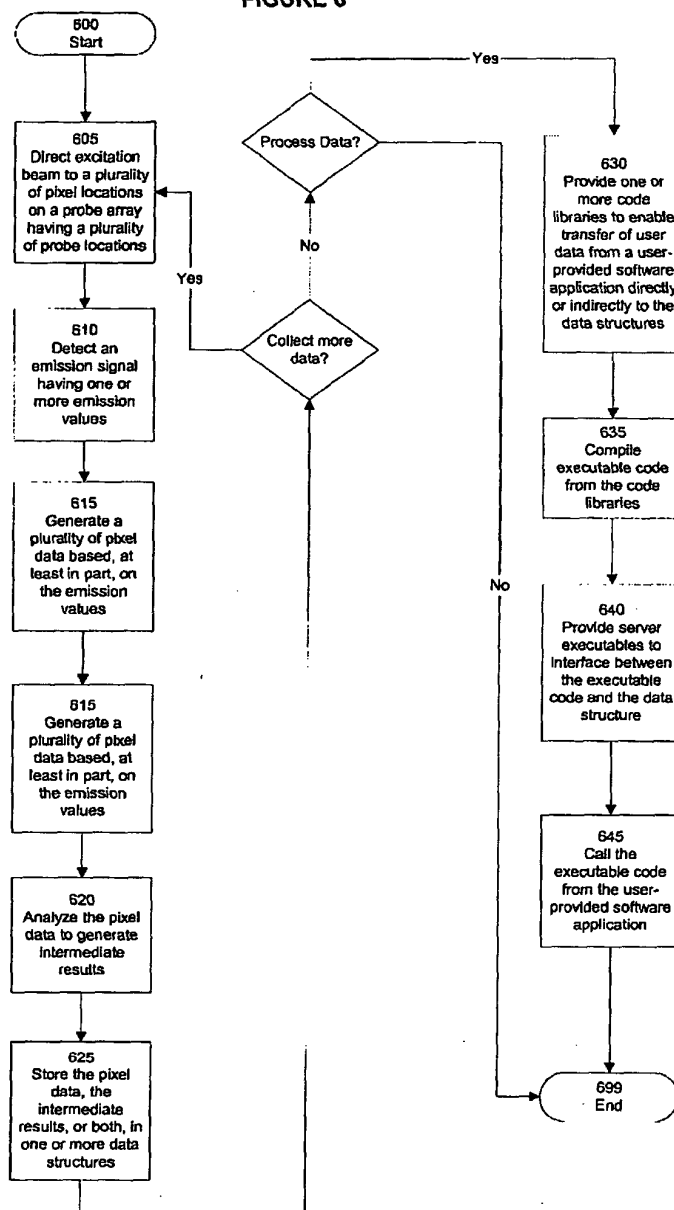 FIGURE 6
600
Start
605
Direct excitation
beam to a plurality
of pixel locations
on a probe array
having a plurality
of probe locations
610
Detect an
emission signal
having one or
more emission
values
615
Generate a
plurality of pixel
data based, at
least in part, on
the emission
values
615
Generate a
plurality of pixel
data based, at
least in part, on
the emission
values
620
Analyze the pixel
data to generate
intermediate
results
625
Store the pixel
data, the
intermediate
results, or both, in
one or more data
structures
Collect more
data?
Yes
No
Process Data?
Yes
No
630
Provide one or
more code
libraries to enable
transfer of user
data from a user-
provided software
application directly
or indirectly to the
data structures
635
Compile
executable code
from the code
libraries
640
Provide server
executables to
interface between
the executable
code and the data
structure
645
Call the
executable code
from the user-
provided software
application
699
End